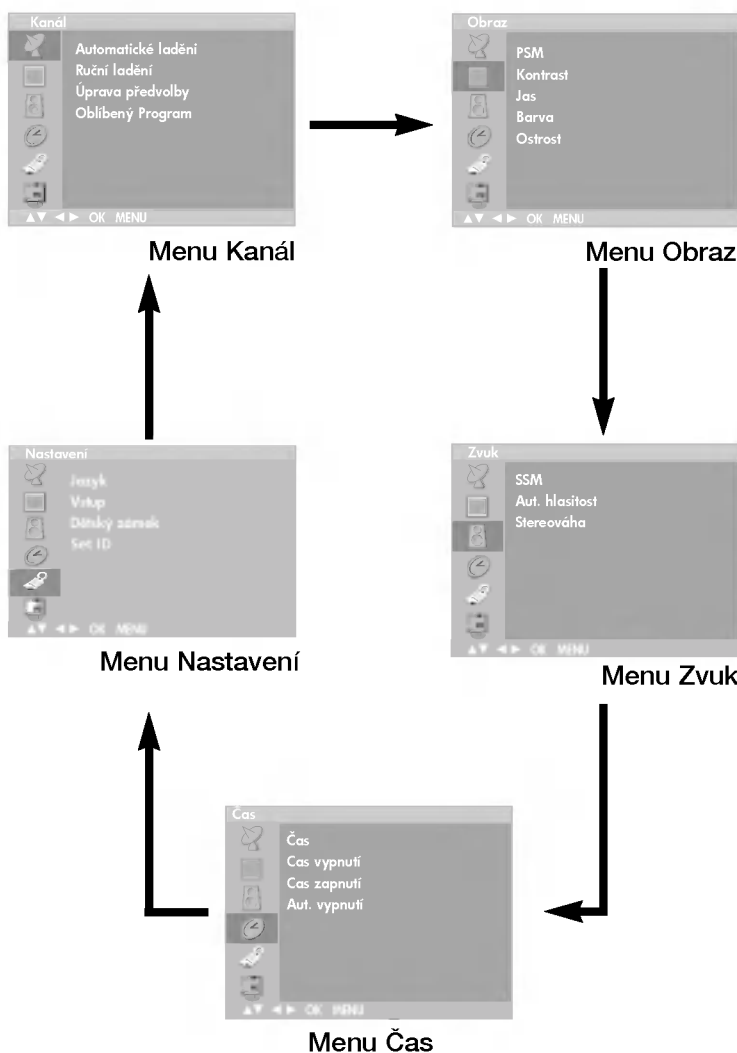 Kanál
Automatické ladění
Ruční ladění
Úprava předvolby
Oblíbený Program
▲▼ ◄► OK MENU
Menu Kanál
Obraz
PSM
Kontrast
Jas
Barva
Ostrost
▲▼ ◄► OK MENU
Menu Obraz
Nastavení
Jazyk
Vstup
Dětský zámek
Set ID
▲▼ ◄► OK MENU
Menu Nastavení
Zvuk
SSM
Aut. hlasitost
Stereováha
▲▼ ◄► OK MENU
Menu Zvuk
Čas
Čas
Cas vypnutí
Cas zapnutí
Aut. vypnutí
▲▼ ◄► OK MENU
Menu Čas